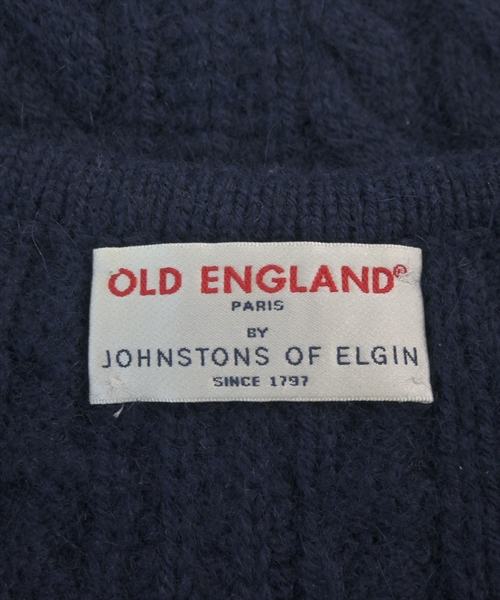 OLD ENGLAND®
PARIS
BY
JOHNSTONS OF ELGIN
SINCE 1797